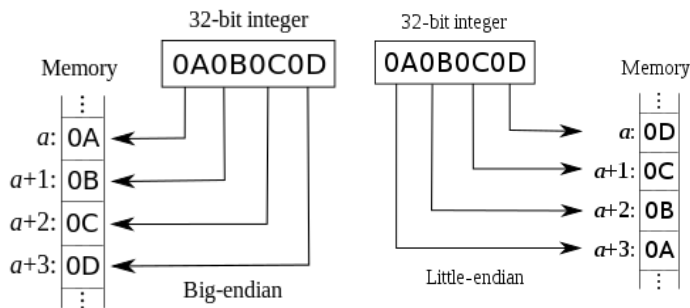 32-bit integer
0A0B0C0D
Memory
⋮
a: 0A
a+1: 0B
a+2: 0C
a+3: 0D
⋮
Big-endian
32-bit integer
0A0B0C0D
Memory
⋮
a: 0D
a+1: 0C
a+2: 0B
a+3: 0A
⋮
Little-endian